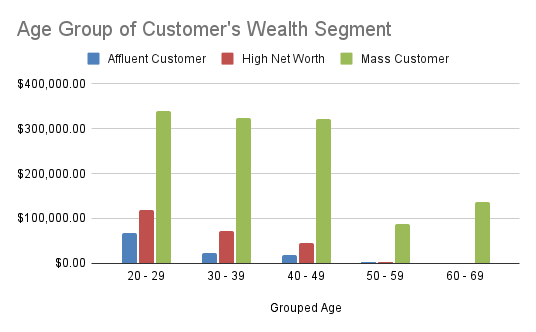 Age Group of Customer's Wealth Segment
Affluent Customer High Net Worth Mass Customer
$400,000.00
$300,000.00
$200,000.00
$100,000.00
$0.00
20 - 29 30 - 39 40 - 49 50 - 59 60 - 69
Grouped Age